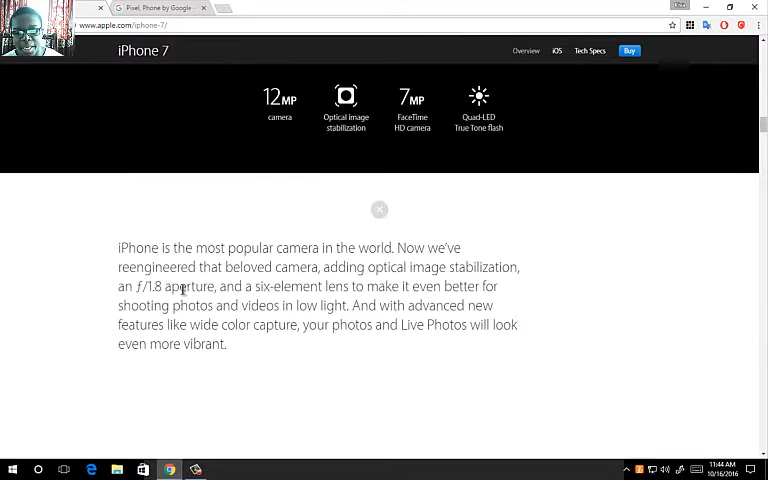 Pixel, Phone by Google -
www.apple.com/iphone-7/
iPhone 7
Overview
iOS
Tech Specs
Buy
12MP
camera
Optical image
stabilization
7MP
FaceTime
HD camera
Quad-LED
True Tone flash
iPhone is the most popular camera in the world. Now we've
reengineered that beloved camera, adding optical image stabilization,
an ƒ/1.8 aperture, and a six-element lens to make it even better for
shooting photos and videos in low light. And with advanced new
features like wide color capture, your photos and Live Photos will look
even more vibrant.
11:44 AM
10/16/2016